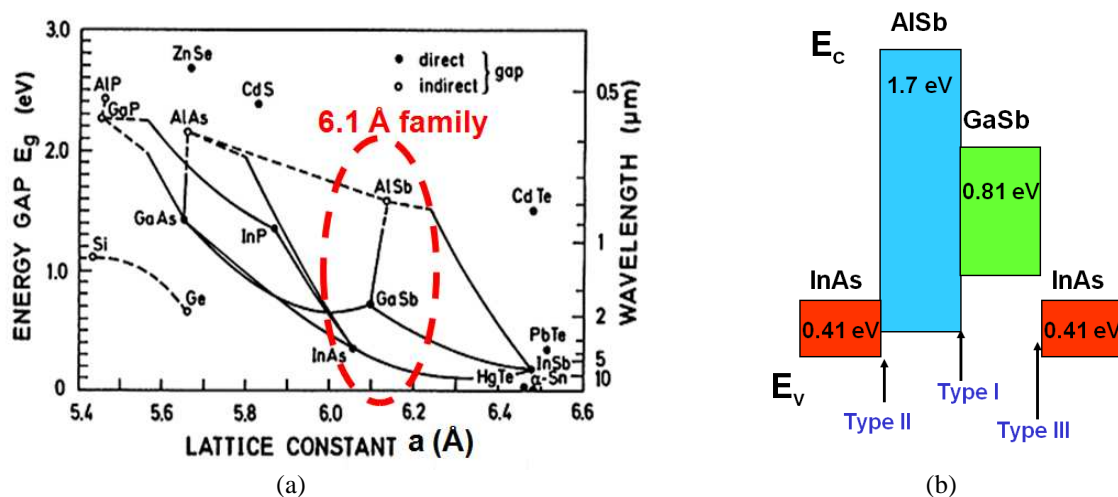 3.0
2.0
1.0
0
ENERGY GAP Eg (eV)
ZnSe
AlP
GaP
AlAs
CdS
• direct
○ indirect
} gap
6.1 Å family
AlSb
CdTe
GaAs
InP
Si
Ge
GaSb
InAs
PbTe
InSb
HgTe
α-Sn
0.5
1
2
5
10
WAVELENGTH (μm)
5.4 5.6 5.8 6.0 6.2 6.4 6.6
LATTICE CONSTANT a (Å)
(a)
AlSb
EC
1.7 eV
GaSb
0.81 eV
InAs
InAs
0.41 eV
0.41 eV
EV
Type II
Type I
Type III
(b)